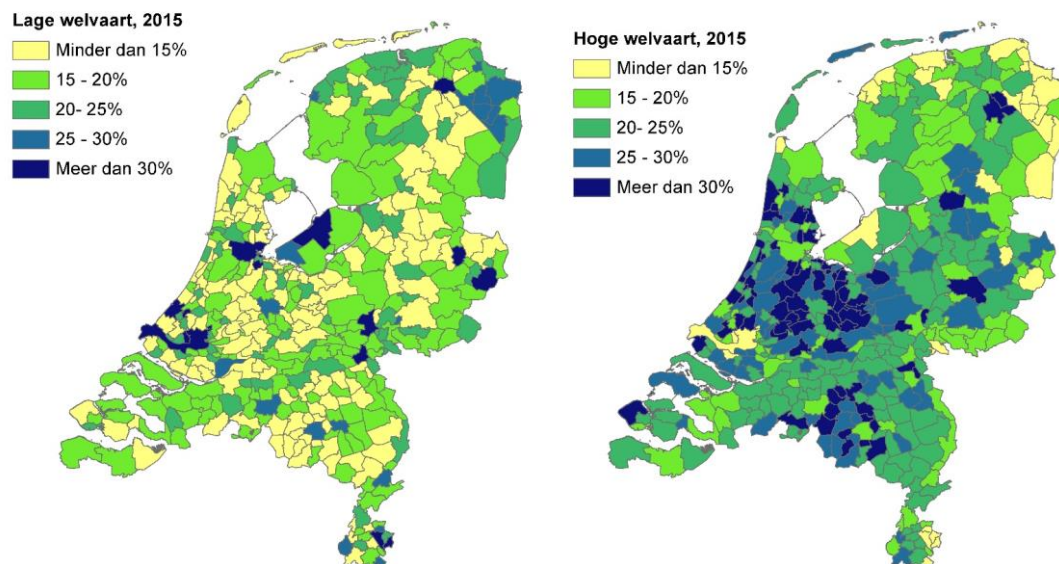 Lage welvaart, 2015
Minder dan 15%
15 - 20%
20- 25%
25 - 30%
Meer dan 30%
Hoge welvaart, 2015
Minder dan 15%
15 - 20%
20- 25%
25 - 30%
Meer dan 30%